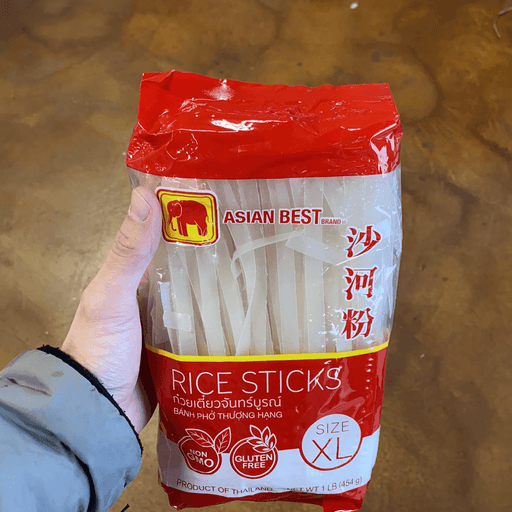 ASIAN BEST BRAND
沙河粉
RICE STICKS
ก๋วยเตี๋ยวจันทร์บูรณ์
BÁNH PHỞ THƯỢNG HẠNG
NON
GMO
GLUTEN
FREE
SIZE
XL
PRODUCT OF THAILAND NET WT 1 LB (454 g)